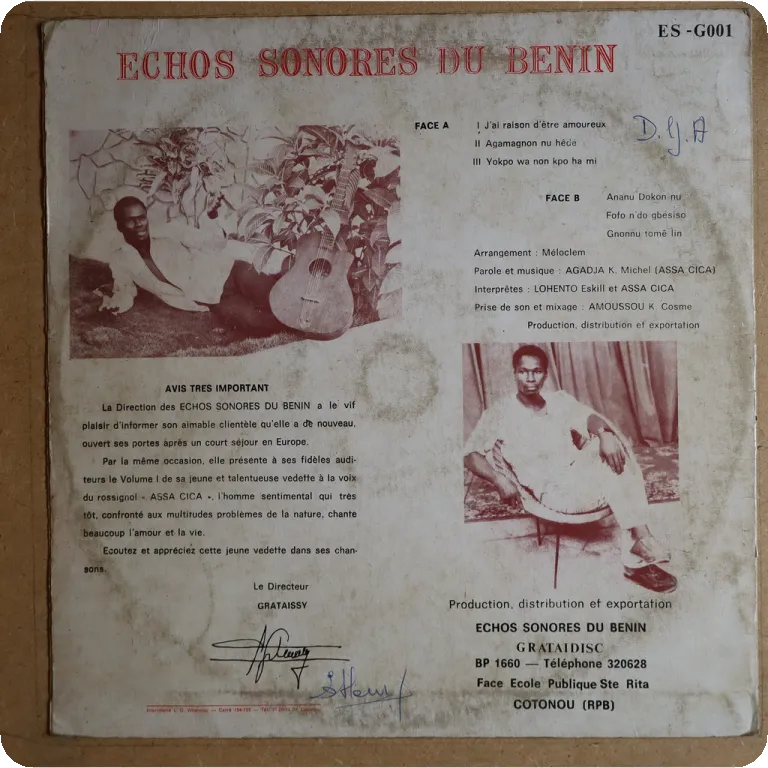 ES -G001
ECHOS SONORES DU BENIN
FACE A
I J'ai raison d'être amoureux
II Agamagnon nu hêde
III Yokpo wa non kpo ha mi
D.Y.A
FACE B
Ananu Dokon nu
Fofo n'do gbésiso
Gnonnu tomê lin
Arrangement : Méloclem
Parole et musique : AGADJA K. Michel (ASSA CICA)
Interprêtes : LOHENTO Eskill et ASSA CICA
Prise de son et mixage : AMOUSSOU K Cosme
Production, distribution et exportation
AVIS TRES IMPORTANT
La Direction des ECHOS SONORES DU BENIN a le vif
plaisir d'informer son aimable clientèle qu'elle a de nouveau,
ouvert ses portes après un court séjour en Europe.
Par la même occasion, elle présente à ses fidèles audi-
teurs le Volume I de sa jeune et talentueuse vedette à la voix
du rossignol « ASSA CICA », l'homme sentimental qui très
tôt, confronté aux multitudes problèmes de la nature, chante
beaucoup l'amour et la vie.
Ecoutez et appréciez cette jeune vedette dans ses chan-
sons.
Le Directeur
GRATAISSY
Production, distribution et exportation
ECHOS SONORES DU BENIN
GRATAIDISC
BP 1660 — Téléphone 320628
Face Ecole Publique Ste Rita
COTONOU (RPB)